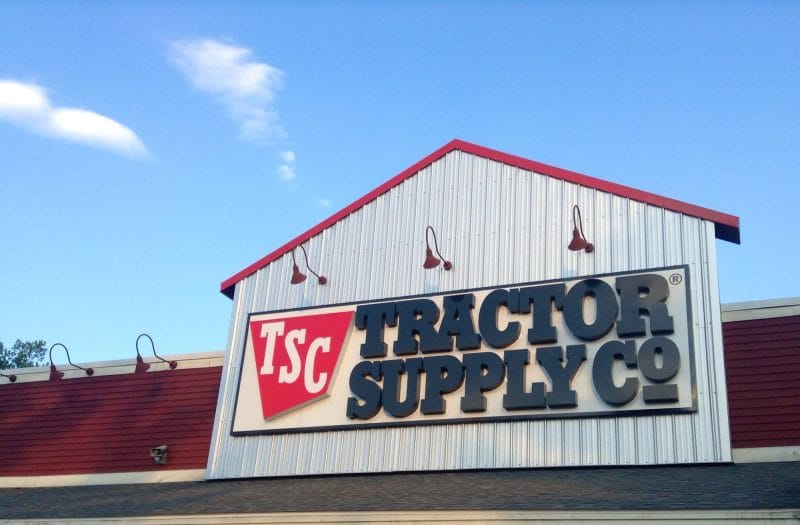 TSC
TRACTOR ®
SUPPLY Co